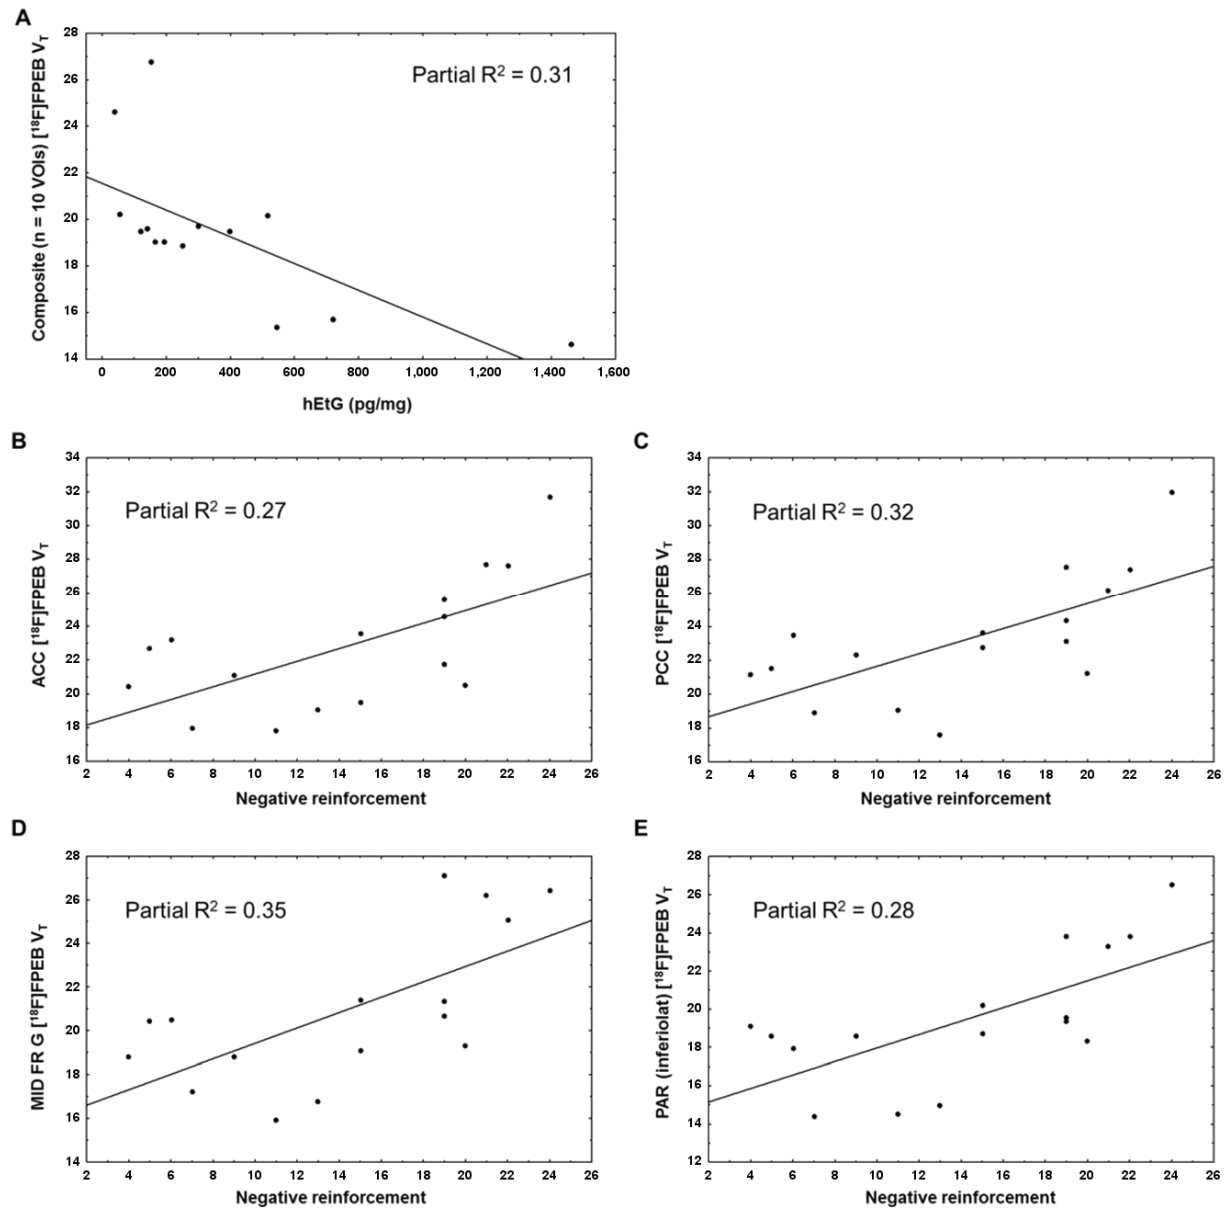 A
Composite (n = 10 VOIs) [¹⁸F]FPEB V_T
28
26
24
22
20
18
16
14
Partial R² = 0.31
0 200 400 600 800 1,000 1,200 1,400 1,600
hEtG (pg/mg)
B
ACC [¹⁸F]FPEB V_T
34
32
30
28
26
24
22
20
18
16
Partial R² = 0.27
2 4 6 8 10 12 14 16 18 20 22 24 26
Negative reinforcement
C
PCC [¹⁸F]FPEB V_T
34
32
30
28
26
24
22
20
18
16
Partial R² = 0.32
2 4 6 8 10 12 14 16 18 20 22 24 26
Negative reinforcement
D
MID FR G [¹⁸F]FPEB V_T
28
26
24
22
20
18
16
14
Partial R² = 0.35
2 4 6 8 10 12 14 16 18 20 22 24 26
Negative reinforcement
E
PAR (inferiolat) [¹⁸F]FPEB V_T
28
26
24
22
20
18
16
14
12
Partial R² = 0.28
2 4 6 8 10 12 14 16 18 20 22 24 26
Negative reinforcement